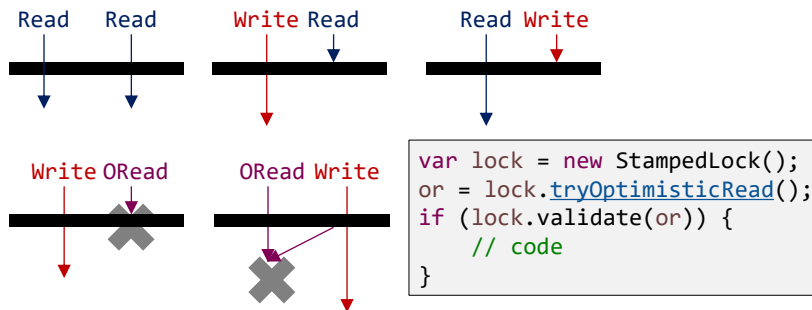 Read Read
Write Read
Read Write
Write ORead
ORead Write
var lock = new StampedLock();
or = lock.tryOptimisticRead();
if (lock.validate(or)) {
    // code
}